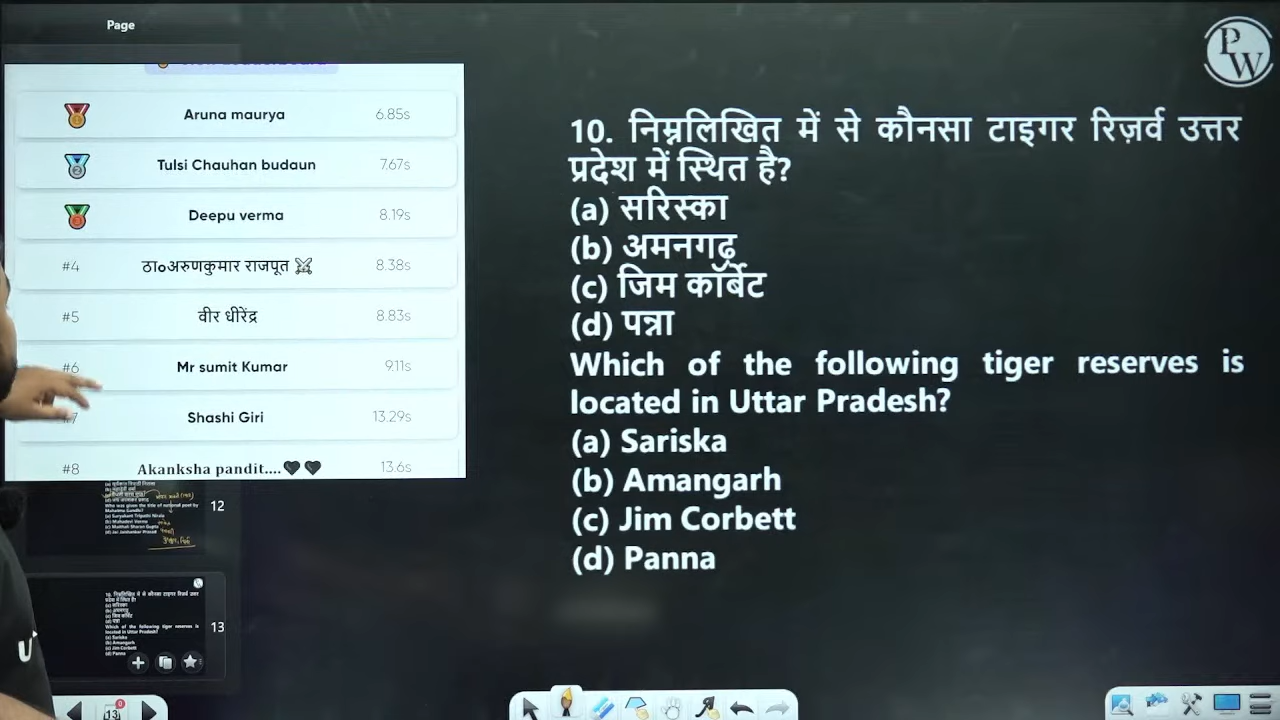 Page
PW
Aruna maurya 6.85s
Tulsi Chauhan budaun 7.67s
Deepu verma 8.19s
#4 ठा०अरुणकुमार राजपूत 8.38s
#5 वीर धीरेंद्र 8.83s
#6 Mr sumit Kumar 9.11s
#7 Shashi Giri 13.29s
#8 Akanksha pandit.... 13.6s
12
13
10. निम्नलिखित में से कौनसा टाइगर रिज़र्व उत्तर
प्रदेश में स्थित है?
(a) सरिस्का
(b) अमनगढ़
(c) जिम कॉर्बेट
(d) पन्ना
Which of the following tiger reserves is
located in Uttar Pradesh?
(a) Sariska
(b) Amangarh
(c) Jim Corbett
(d) Panna
13